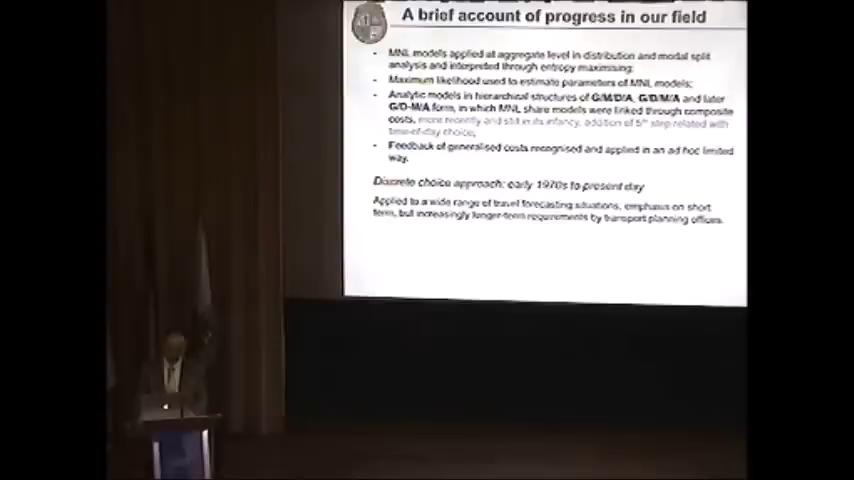 A brief account of progress in our field
- MNL models applied at aggregate level in distribution and modal split
analysis and interpreted through entropy maximising;
- Maximum likelihood used to estimate parameters of MNL models;
- Analytic models in hierarchical structures of G/M/D/A, G/D/M/A and later
G/D-M/A form, in which MNL share models were linked through composite
costs, more recently and still in its infancy, addition of 5th step related with
time-of-day choice;
- Feedback of generalised costs recognised and applied in an ad hoc limited
way.
Discrete choice approach: early 1970s to present day
Applied to a wide range of travel forecasting situations, emphasis on short
term, but increasingly longer-term requirements by transport planning offices.